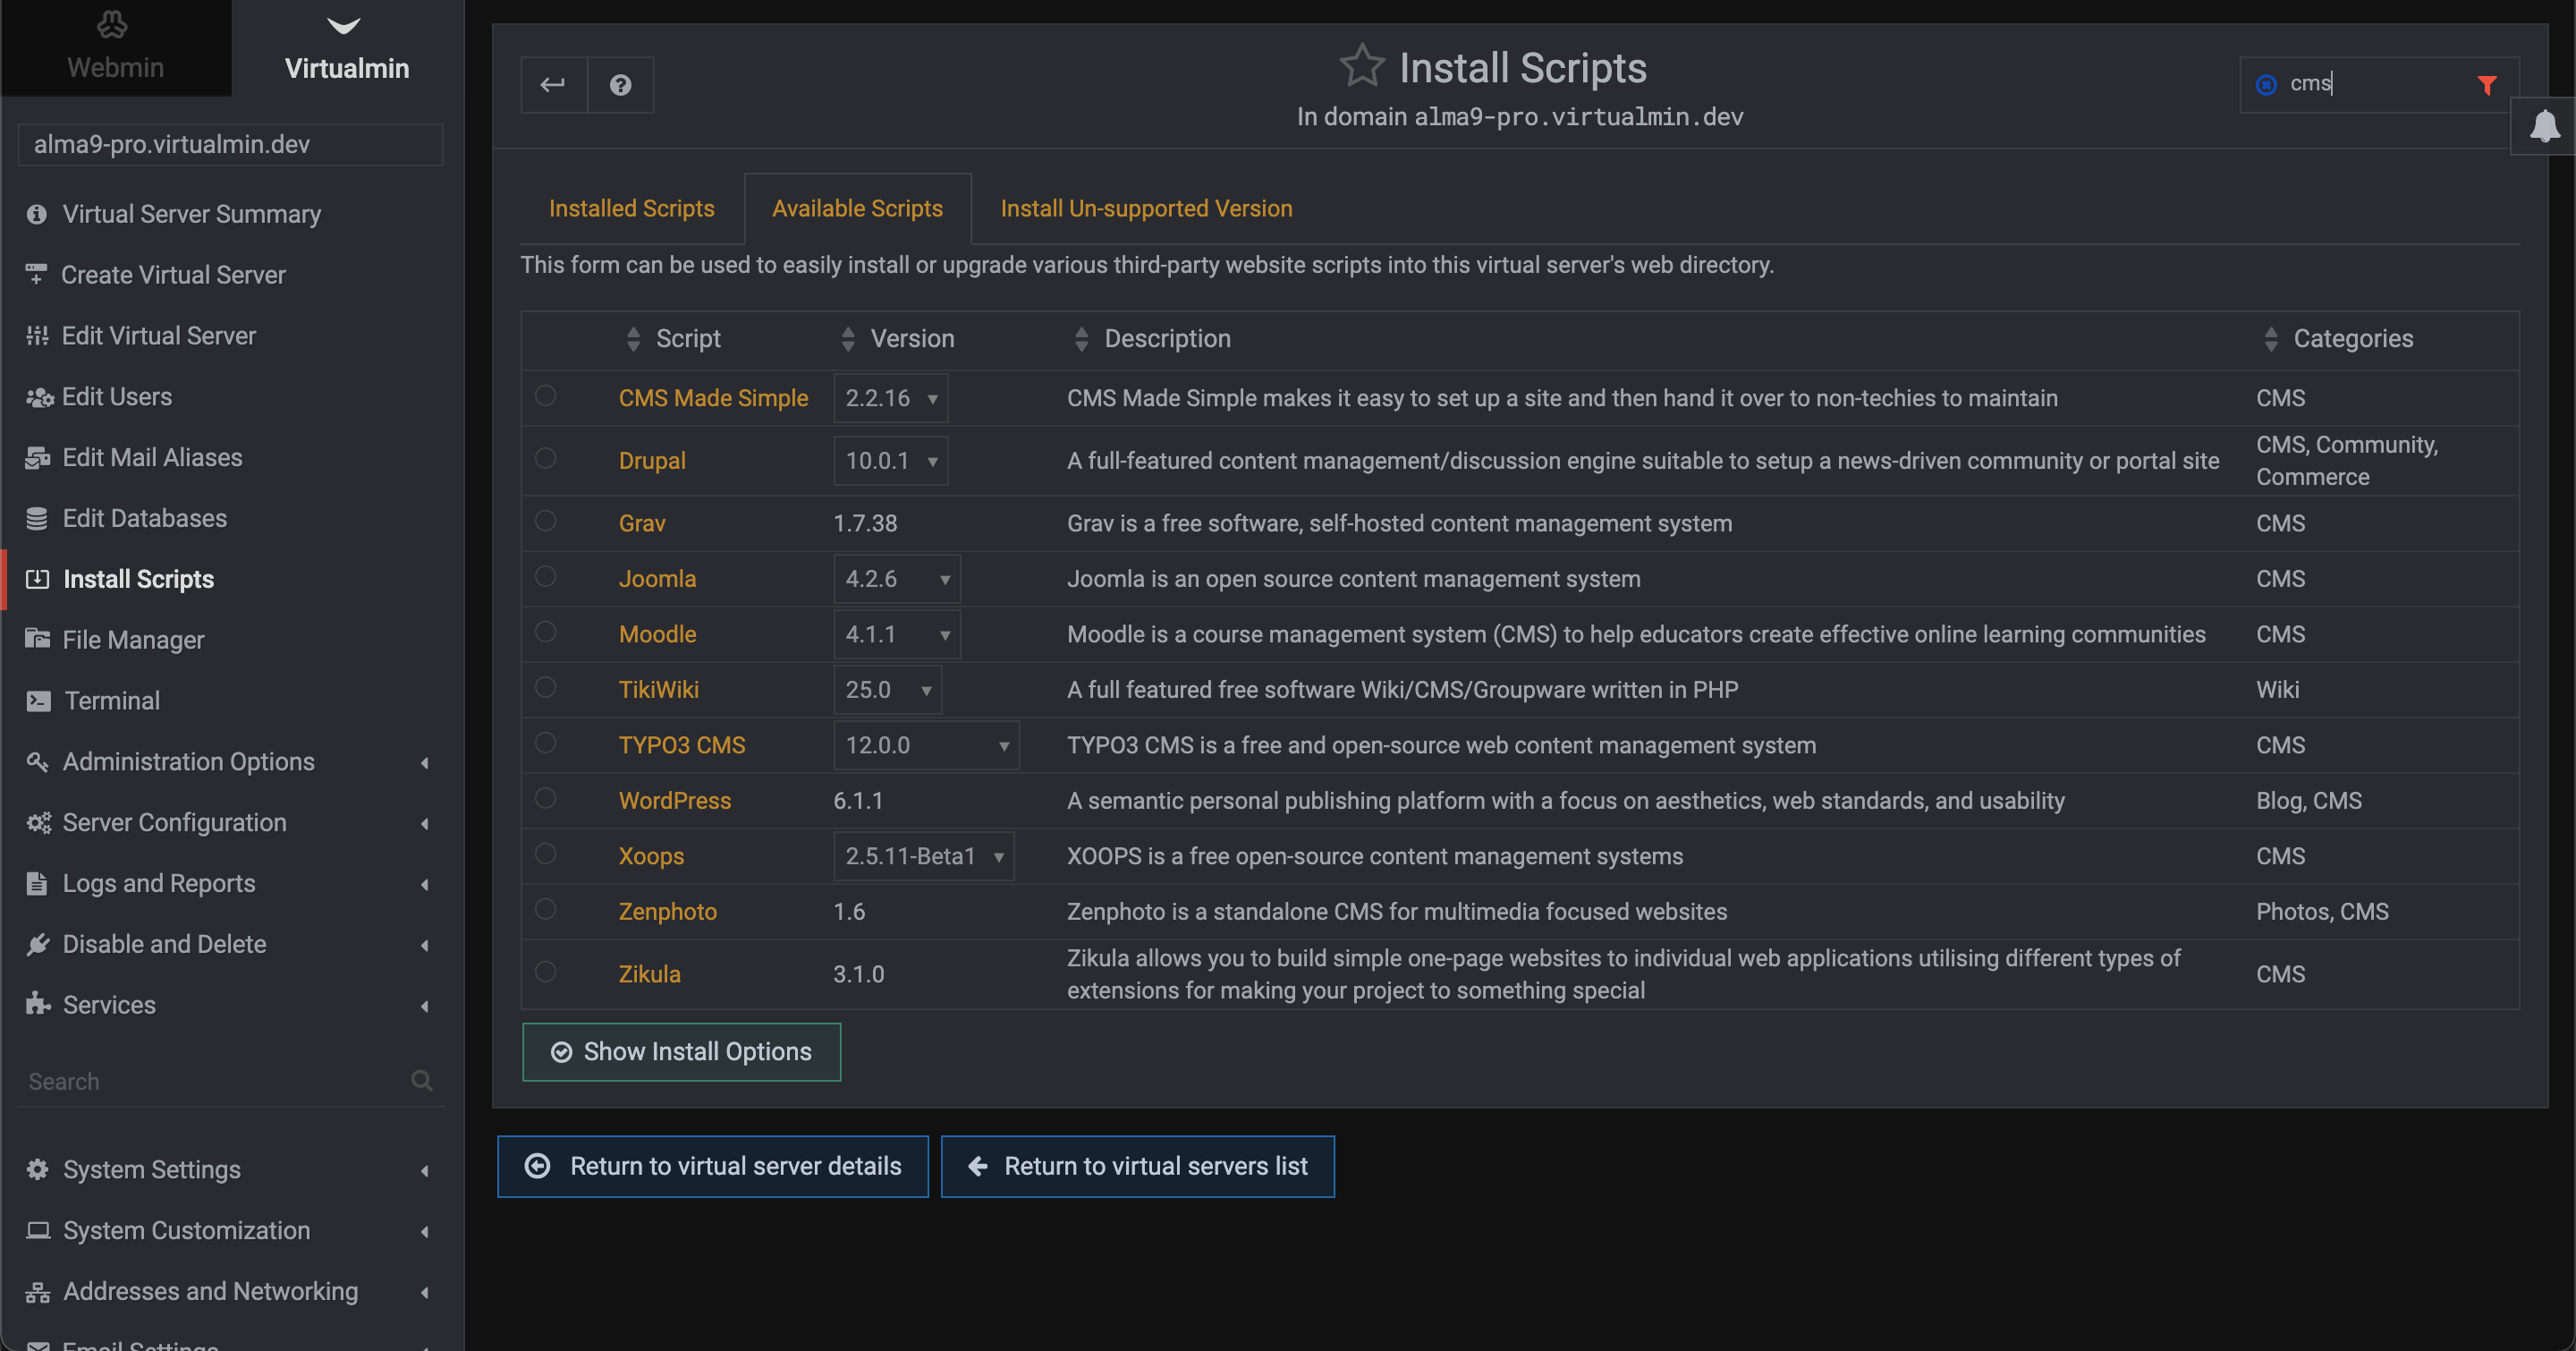 Webmin
Virtualmin
alma9-pro.virtualmin.dev
Virtual Server Summary
Create Virtual Server
Edit Virtual Server
Edit Users
Edit Mail Aliases
Edit Databases
Install Scripts
File Manager
Terminal
Administration Options
Server Configuration
Logs and Reports
Disable and Delete
Services
Search
System Settings
System Customization
Addresses and Networking
Email Settings
Install Scripts
In domain alma9-pro.virtualmin.dev
cms
Installed Scripts Available Scripts Install Un-supported Version
This form can be used to easily install or upgrade various third-party website scripts into this virtual server's web directory.
Script Version Description Categories
CMS Made Simple 2.2.16 CMS Made Simple makes it easy to set up a site and then hand it over to non-techies to maintain CMS
Drupal 10.0.1 A full-featured content management/discussion engine suitable to setup a news-driven community or portal site CMS, Community,
Commerce
Grav 1.7.38 Grav is a free software, self-hosted content management system CMS
Joomla 4.2.6 Joomla is an open source content management system CMS
Moodle 4.1.1 Moodle is a course management system (CMS) to help educators create effective online learning communities CMS
TikiWiki 25.0 A full featured free software Wiki/CMS/Groupware written in PHP Wiki
TYPO3 CMS 12.0.0 TYPO3 CMS is a free and open-source web content management system CMS
WordPress 6.1.1 A semantic personal publishing platform with a focus on aesthetics, web standards, and usability Blog, CMS
Xoops 2.5.11-Beta1 XOOPS is a free open-source content management systems CMS
Zenphoto 1.6 Zenphoto is a standalone CMS for multimedia focused websites Photos, CMS
Zikula 3.1.0 Zikula allows you to build simple one-page websites to individual web applications utilising different types of
extensions for making your project to something special CMS
Show Install Options
Return to virtual server details Return to virtual servers list